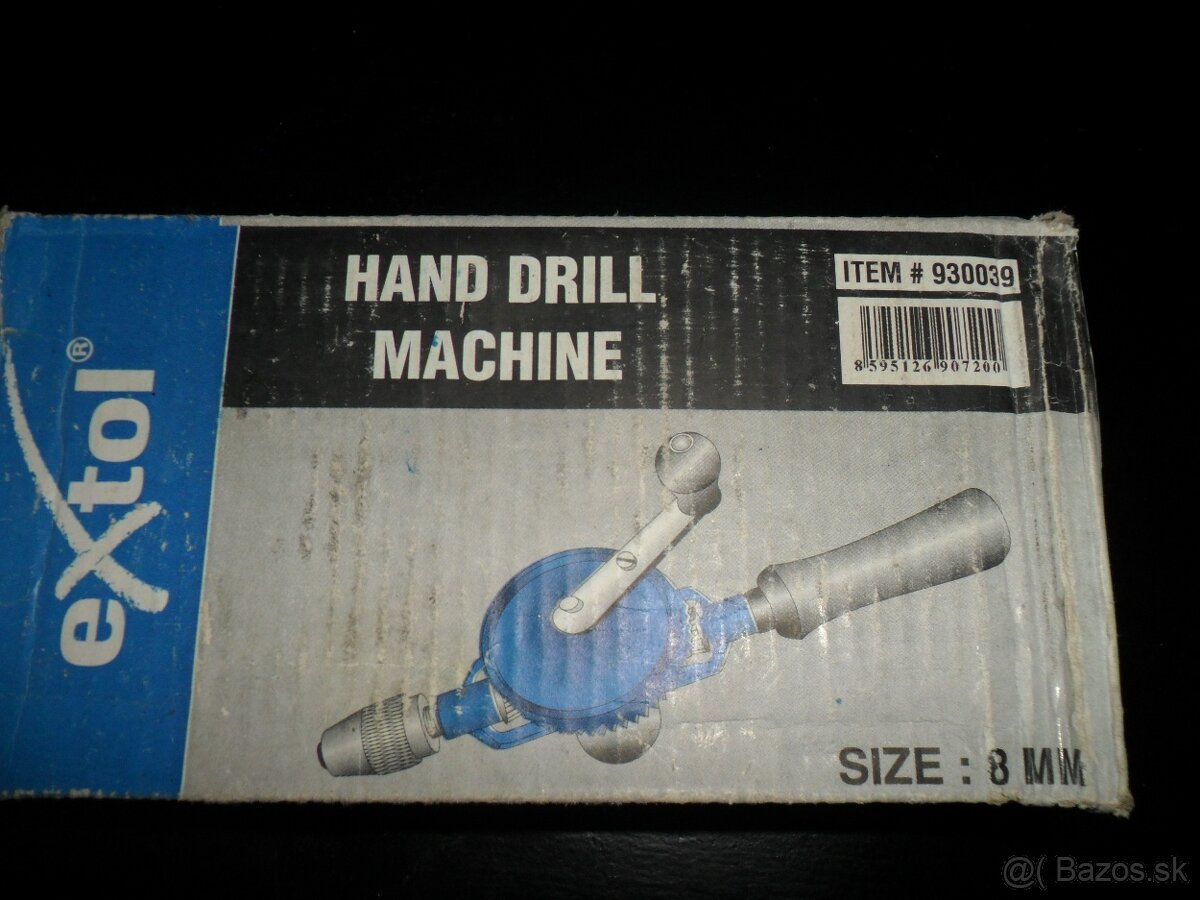 extol®
HAND DRILL
MACHINE
ITEM # 930039
8 595126 907200
SIZE : 8 MM
@( Bazos.sk